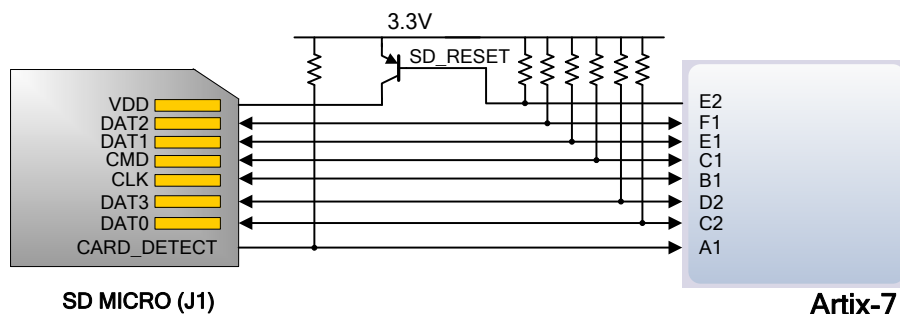 3.3V
SD_RESET
VDD
DAT2
DAT1
CMD
CLK
DAT3
DAT0
CARD_DETECT
E2
F1
E1
C1
B1
D2
C2
A1
SD MICRO (J1)
Artix-7